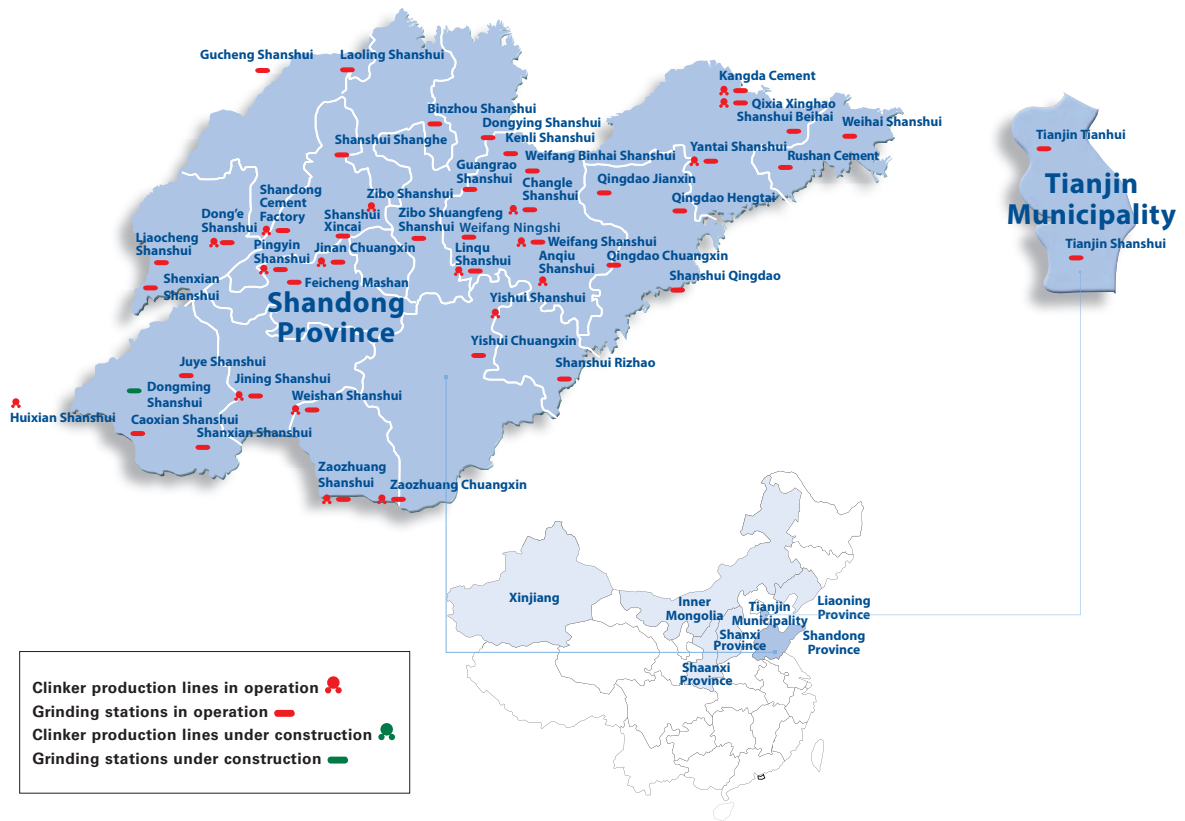 Gucheng Shanshui
Laoling Shanshui
Kangda Cement
Qixia Xinghao
Shanshui Beihai
Weihai Shanshui
Binzhou Shanshui
Dongying Shanshui
Kenli Shanshui
Shanshui Shanghe
Weifang Binhai Shanshui
Yantai Shanshui
Rushan Cement
Guangrao
Shanshui
Changle
Shanshui
Qingdao Jianxin
Qingdao Hengtai
Zibo Shanshui
Shandong
Cement
Factory
Dong'e
Shanshui
Shanshui
Xincai
Zibo Shuangfeng
Shanshui
Weifang Ningshi
Liaocheng
Shanshui
Pingyin
Shanshui
Jinan Chuangxin
Linqu
Shanshui
Weifang Shanshui
Anqiu
Shanshui
Qingdao Chuangxin
Shenxian
Shanshui
Feicheng Mashan
Shanshui Qingdao
Shandong
Province
Yishui Shanshui
Yishui Chuangxin
Shanshui Rizhao
Juye Shanshui
Jining Shanshui
Dongming
Shanshui
Weishan Shanshui
Huixian Shanshui
Caoxian Shanshui
Shanxian Shanshui
Zaozhuang
Shanshui
Zaozhuang Chuangxin
Tianjin Tianhui
Tianjin
Municipality
Tianjin Shanshui
Xinjiang
Inner
Mongolia
Tianjin
Municipality
Liaoning
Province
Shanxi
Province
Shandong
Province
Shaanxi
Province
Clinker production lines in operation
Grinding stations in operation
Clinker production lines under construction
Grinding stations under construction